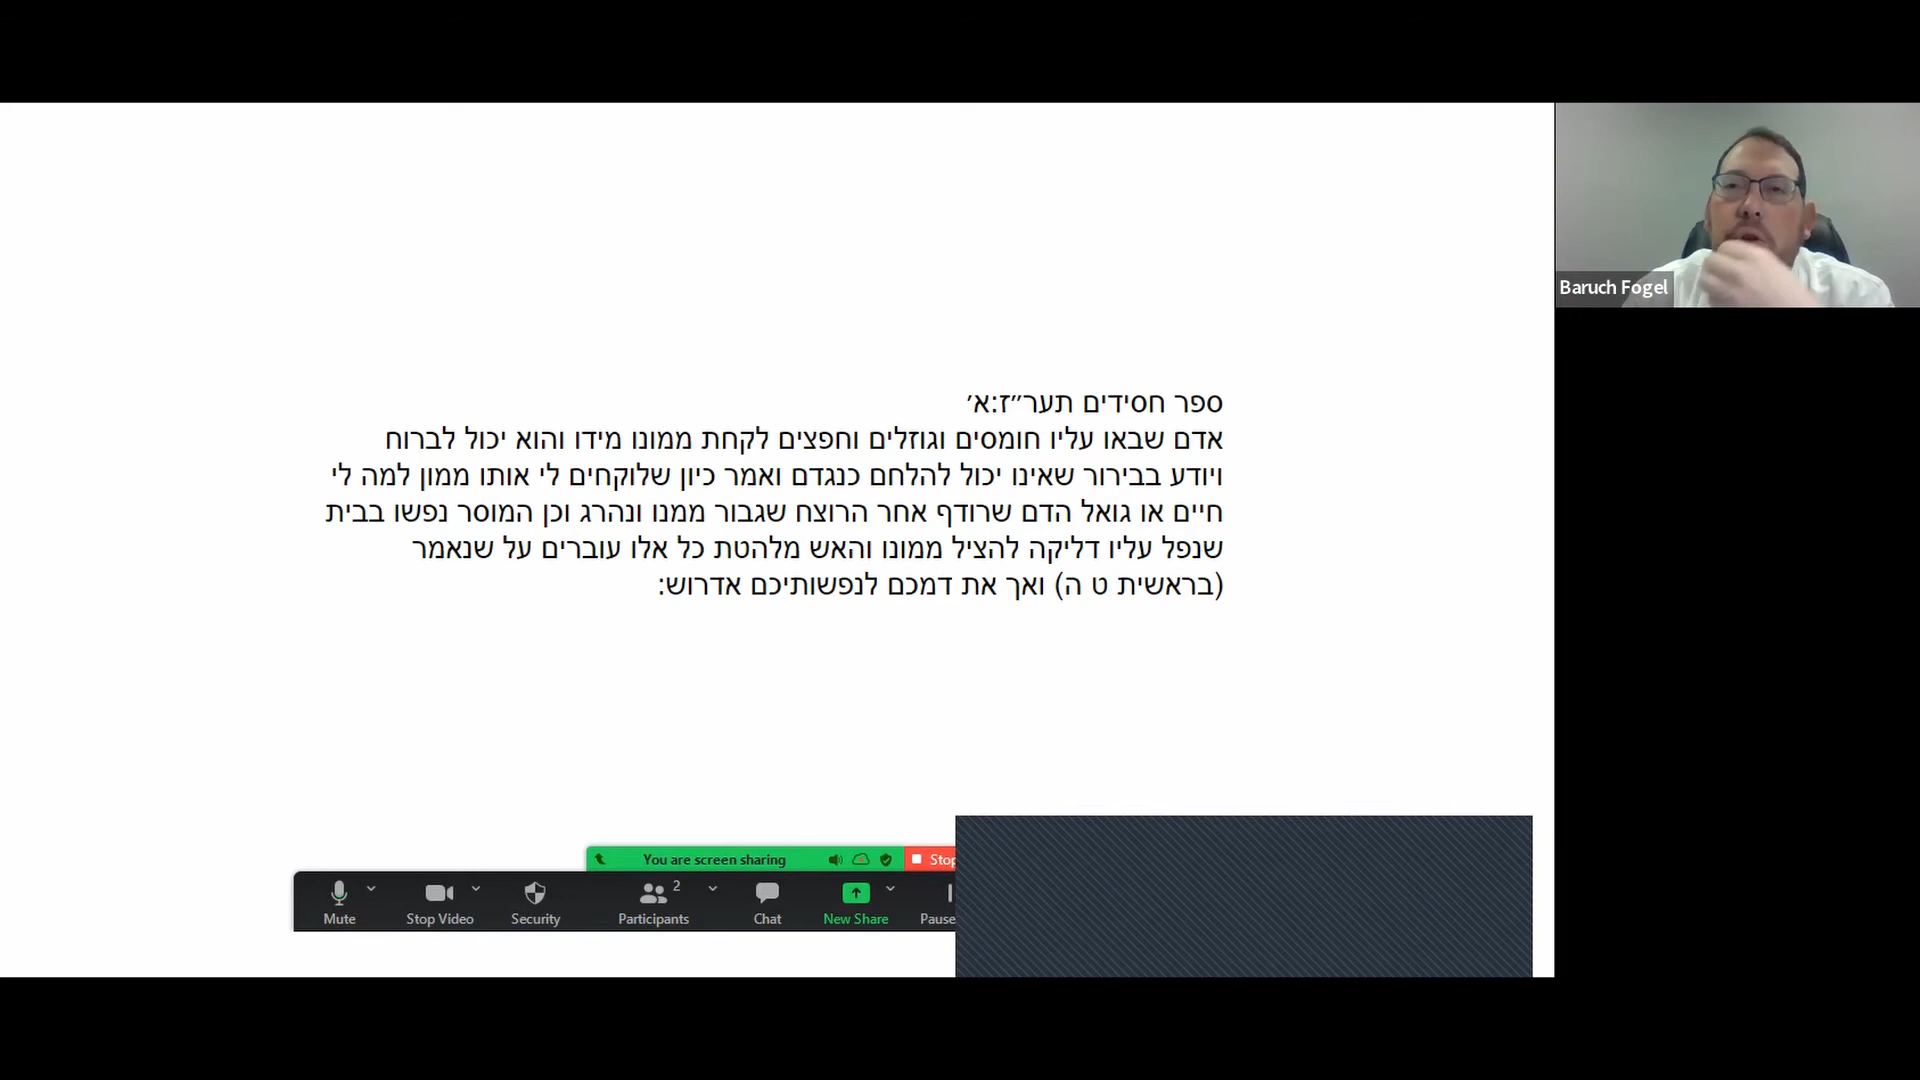 Baruch Fogel
ספר חסידים תער״ז:א׳
אדם שבאו עליו חומסים וגוזלים וחפצים לקחת ממונו מידו והוא יכול לברוח
ויודע בבירור שאינו יכול להלחם כנגדם ואמר כיון שלוקחים לי אותו ממון למה לי
חיים או גואל הדם שרודף אחר הרוצח שגבור ממנו ונהרג וכן המוסר נפשו בבית
שנפל עליו דליקה להציל ממונו והאש מלהטת כל אלו עוברים על שנאמר
(בראשית ט ה) ואך את דמכם לנפשותיכם אדרוש:
You are screen sharing Stop
2
Mute Stop Video Security Participants Chat New Share Pause